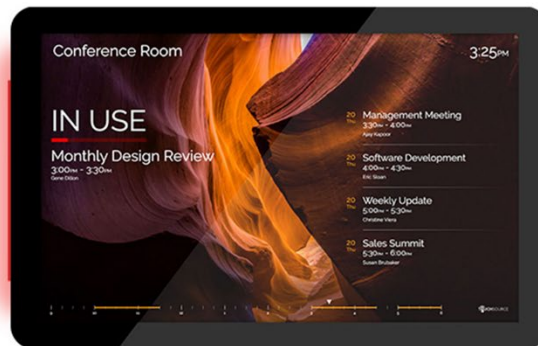 Conference Room
3:25PM
IN USE
Monthly Design Review
3:00PM - 3:30PM
Gene Dillon
20 Management Meeting
Thu 3:30PM - 4:00PM
Ajay Kapoor
20 Software Development
Thu 4:00PM - 4:30PM
Eric Sloan
20 Weekly Update
Thu 5:00PM - 5:30PM
Christine Viera
20 Sales Summit
Thu 5:30PM - 6:00PM
Susan Brubaker